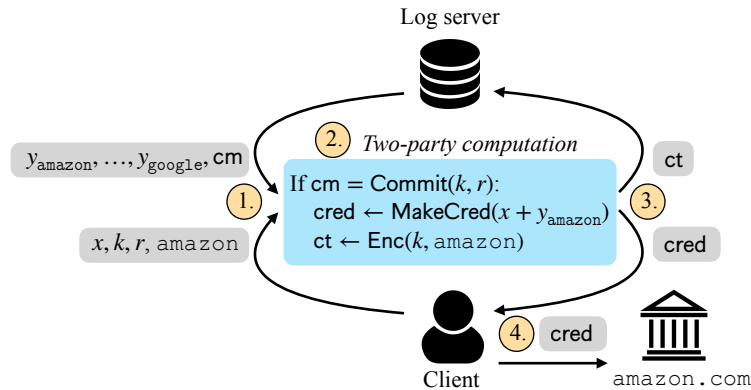 Log server
2. Two-party computation
y_amazon, …, y_google, cm
ct
1.
If cm = Commit(k, r):
cred ← MakeCred(x + y_amazon)
ct ← Enc(k, amazon)
3.
x, k, r, amazon
cred
4. cred
Client
amazon.com